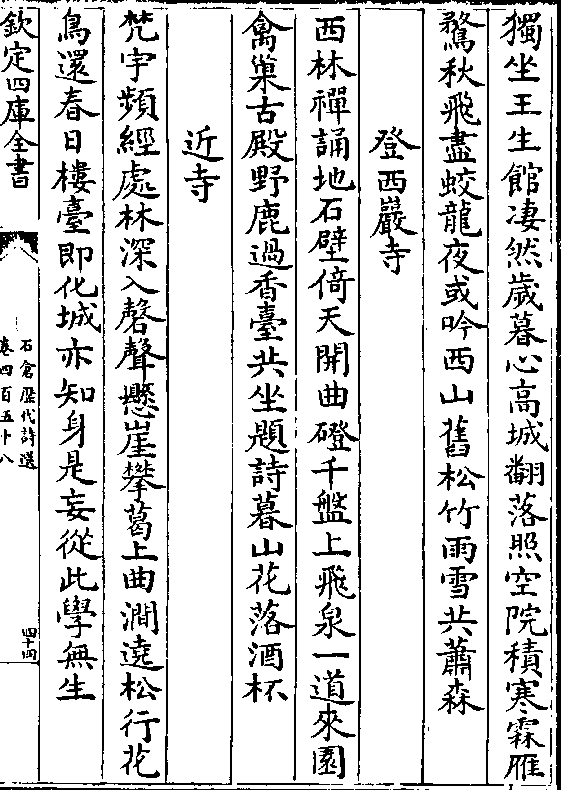 獨坐王生館凄然歲暮心高城翻落照空院積寒霖雁
鶩秋飛盡蛟龍夜或吟西山舊松竹雨雪共蕭森
登西巖寺
西林禪誦地石壁倚天開曲磴千盤上飛泉一道來園
禽巢古殿野鹿過香臺共坐題詩暮山花落酒杯
近寺
梵宇頻經處林深入磬聲懸崖攀葛上曲澗遶松行花
鳥還春日樓臺即化城亦知身是妄從此學無生
欽定四庫全書
石倉歷代詩選
卷四百五十八
四十四